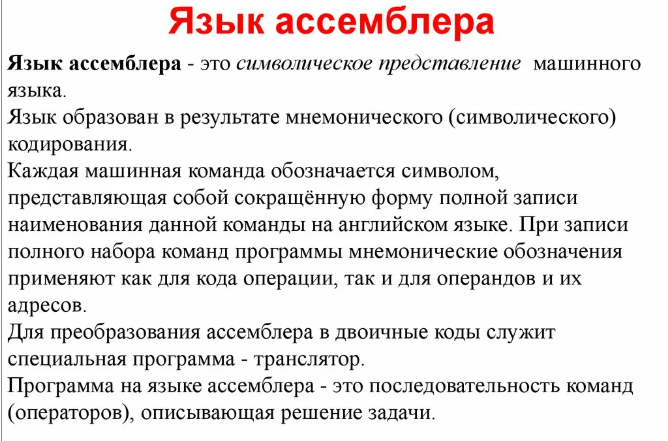 Язык ассемблера
Язык ассемблера - это символическое представление машинного
языка.
Язык образован в результате мнемонического (символического)
кодирования.
Каждая машинная команда обозначается символом,
представляющая собой сокращённую форму полной записи
наименования данной команды на английском языке. При записи
полного набора команд программы мнемонические обозначения
применяют как для кода операции, так и для операндов и их
адресов.
Для преобразования ассемблера в двоичные коды служит
специальная программа - транслятор.
Программа на языке ассемблера - это последовательность команд
(операторов), описывающая решение задачи.